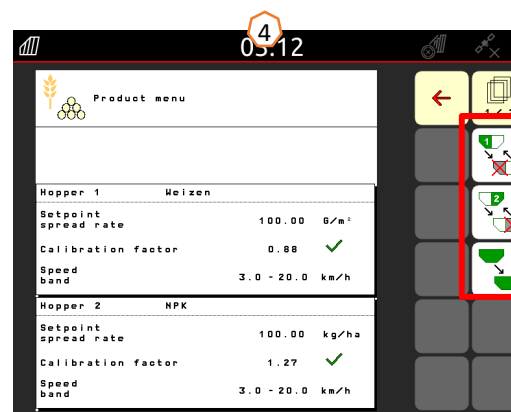 4
Product menu
Hopper 1 Weizen
Setpoint
spread rate 100.00 G/m²
Calibration factor 0.88
Speed
band 3.0 - 20.0 km/h
Hopper 2 NPK
Setpoint
spread rate 100.00 kg/ha
Calibration factor 1.27
Speed
band 3.0 - 20.0 km/h
1
2